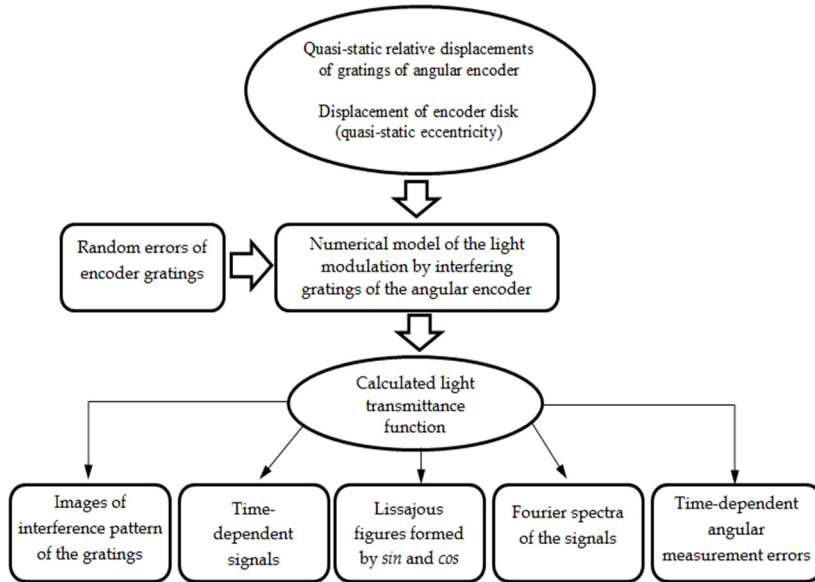 Quasi-static relative displacements
of gratings of angular encoder
Displacement of encoder disk
(quasi-static eccentricity)
Random errors of
encoder gratings
Numerical model of the light
modulation by interfering
gratings of the angular encoder
Calculated light
transmittance
function
Images of
interference pattern
of the gratings
Time-
dependent
signals
Lissajous
figures formed
by sin and cos
Fourier spectra
of the signals
Time-dependent
angular
measurement errors